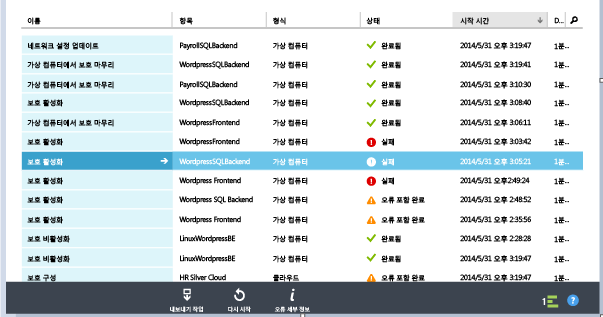 이름 항목 형식 상태 시작 시간 D...
네트워크 설정 업데이트 PayrollSQLBackend 가상 컴퓨터 완료됨 2014/5/31 오후 3:19:47 1분...
가상 컴퓨터에서 보호 마무리 WordpressSQLBackend 가상 컴퓨터 완료됨 2014/5/31 오후 3:19:41 1분...
가상 컴퓨터에서 보호 마무리 PayrollSQLBackend 가상 컴퓨터 완료됨 2014/5/31 오후 3:10:30 1분...
보호 활성화 WordpressSQLBackend 가상 컴퓨터 완료됨 2014/5/31 오후 3:08:40 1분...
가상 컴퓨터에서 보호 마무리 WordpressFrontend 가상 컴퓨터 완료됨 2014/5/31 오후 3:06:11 1분...
보호 활성화 WordpressFrontend 가상 컴퓨터 실패 2014/5/31 오후 3:03:42 1분...
보호 활성화 WordpressSQLBackend 가상 컴퓨터 실패 2014/5/31 오후 3:05:21 1분...
보호 활성화 Wordpress Frontend 가상 컴퓨터 실패 2014/5/31 오후2:49:24 1분...
보호 활성화 Wordpress SQL Backend 가상 컴퓨터 오류 포함 완료 2014/5/31 오후 2:48:52 1분...
보호 활성화 Wordpress Frontend 가상 컴퓨터 오류 포함 완료 2014/5/31 오후 2:35:56 1분...
보호 비활성화 LinuxWordpressBE 가상 컴퓨터 완료됨 2014/5/31 오후 2:28:28 1분...
보호 비활성화 LinuxWordpressBE 가상 컴퓨터 완료됨 2014/5/31 오후 3:19:47 1분...
보호 구성 HR Sliver Cloud 클라우드 오류 포함 완료 2014/5/31 오후 3:19:47 1분...
내보내기 작업 다시 시작 오류 세부 정보 1 ?